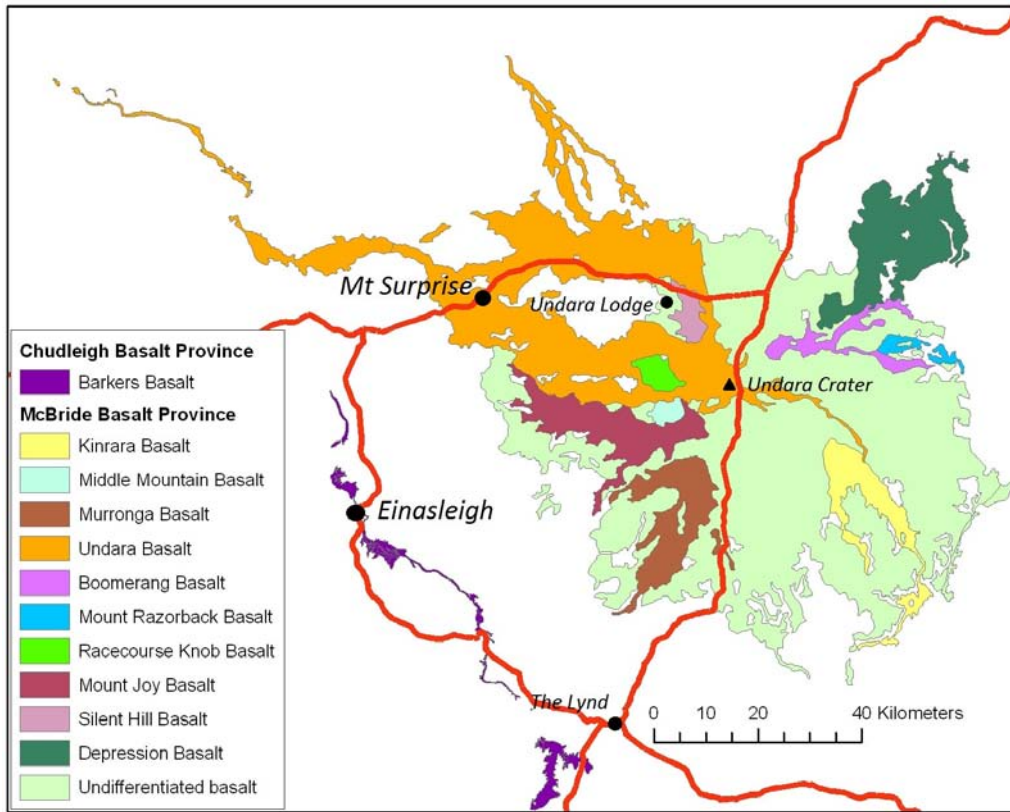 Mt Surprise
Undara Lodge
Undara Crater
Einasleigh
The Lynd
0 10 20 40 Kilometers
Chudleigh Basalt Province
Barkers Basalt
McBride Basalt Province
Kinrara Basalt
Middle Mountain Basalt
Murronga Basalt
Undara Basalt
Boomerang Basalt
Mount Razorback Basalt
Racecourse Knob Basalt
Mount Joy Basalt
Silent Hill Basalt
Depression Basalt
Undifferentiated basalt